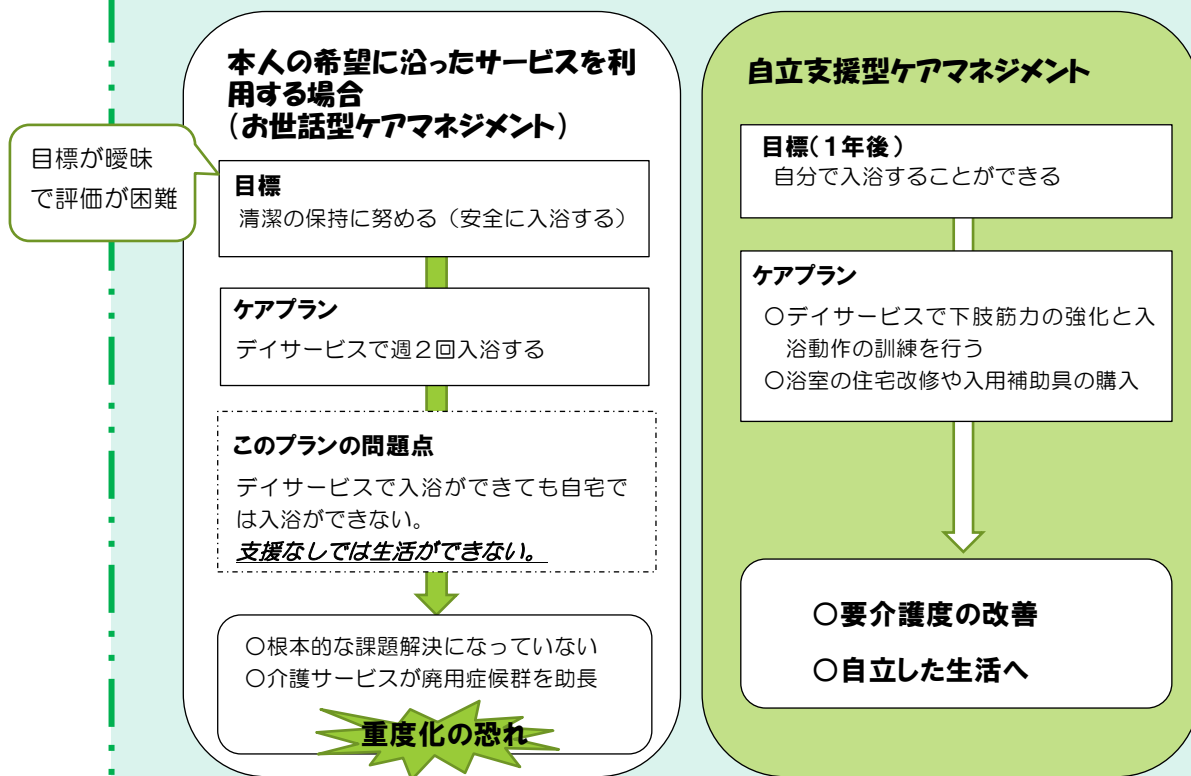 本人の希望に沿ったサービスを利
用する場合
（お世話型ケアマネジメント）
目標が曖昧
で評価が困難
目標
清潔の保持に努める（安全に入浴する）
ケアプラン
デイサービスで週２回入浴する
このプランの問題点
デイサービスで入浴ができても自宅で
は入浴ができない。
支援なしでは生活ができない。
○根本的な課題解決になっていない
○介護サービスが廃用症候群を助長
重度化の恐れ
自立支援型ケアマネジメント
目標（１年後）
自分で入浴することができる
ケアプラン
○デイサービスで下肢筋力の強化と入
浴動作の訓練を行う
○浴室の住宅改修や入用補助具の購入
○要介護度の改善
○自立した生活へ